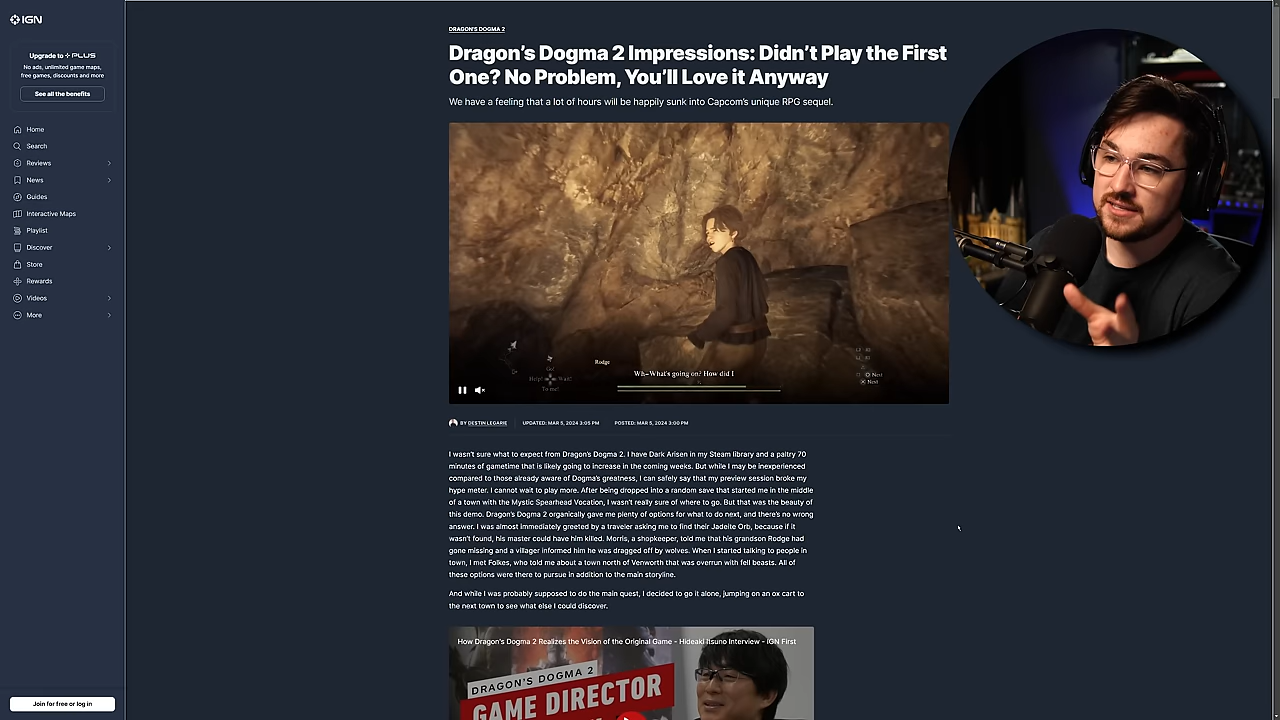 IGN
Upgrade to PLUS
No ads, unlimited game maps,
free games, discounts and more
See all the benefits
Home
Search
Reviews
News
Guides
Interactive Maps
Playlist
Discover
Store
Rewards
Videos
More
Join for free or log in
DRAGON'S DOGMA 2
Dragon's Dogma 2 Impressions: Didn't Play the First
One? No Problem, You'll Love it Anyway
We have a feeling that a lot of hours will be happily sunk into Capcom's unique RPG sequel.
Rodge
Wh-What's going on? How did I
Go!
Help! Wait!
To me!
Next
Next
BY DESTIN LEGARIE UPDATED: MAR 5, 2024 3:05 PM POSTED: MAR 5, 2024 3:00 PM
I wasn't sure what to expect from Dragon's Dogma 2. I have Dark Arisen in my Steam library and a paltry 70
minutes of gametime that is likely going to increase in the coming weeks. But while I may be inexperienced
compared to those already aware of Dogma's greatness, I can safely say that my preview session broke my
hype meter. I cannot wait to play more. After being dropped into a random save that started me in the middle
of a town with the Mystic Spearhead Vocation, I wasn't really sure of where to go. But that was the beauty of
this demo. Dragon's Dogma 2 organically gave me plenty of options for what to do next, and there's no wrong
answer. I was almost immediately greeted by a traveler asking me to find their Jadeite Orb, because if it
wasn't found, his master could have him killed. Morris, a shopkeeper, told me that his grandson Rodge had
gone missing and a villager informed him he was dragged off by wolves. When I started talking to people in
town, I met Folkes, who told me about a town north of Venworth that was overrun with fell beasts. All of
these options were there to pursue in addition to the main storyline.
And while I was probably supposed to do the main quest, I decided to go it alone, jumping on an ox cart to
the next town to see what else I could discover.
How Dragon's Dogma 2 Realizes the Vision of the Original Game - Hideaki Itsuno Interview - IGN First
DRAGON'S DOGMA 2
GAME DIRECTOR